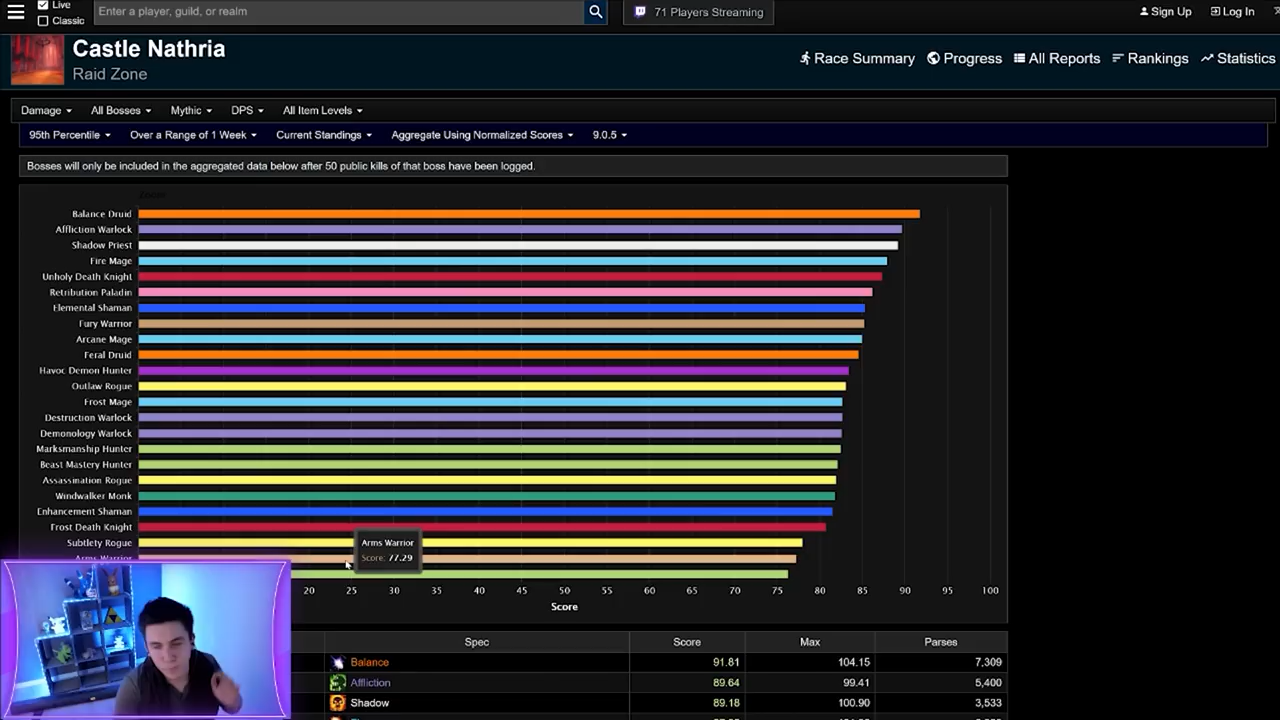 Live
Classic
Enter a player, guild, or realm
71 Players Streaming
Sign Up
Log In
Castle Nathria
Raid Zone
Race Summary
Progress
All Reports
Rankings
Statistics
Damage
All Bosses
Mythic
DPS
All Item Levels
95th Percentile
Over a Range of 1 Week
Current Standings
Aggregate Using Normalized Scores
9.0.5
Bosses will only be included in the aggregated data below after 50 public kills of that boss have been logged.
Balance Druid
Affliction Warlock
Shadow Priest
Fire Mage
Unholy Death Knight
Retribution Paladin
Elemental Shaman
Fury Warrior
Arcane Mage
Feral Druid
Havoc Demon Hunter
Outlaw Rogue
Frost Mage
Destruction Warlock
Demonology Warlock
Marksmanship Hunter
Beast Mastery Hunter
Assassination Rogue
Windwalker Monk
Enhancement Shaman
Frost Death Knight
Subtlety Rogue
Arms Warrior
Arms Warrior
Score: 77.29
20 25 30 35 40 45 50 55 60 65 70 75 80 85 90 95 100
Score
Spec Score Max Parses
Balance 91.81 104.15 7,309
Affliction 89.64 99.41 5,400
Shadow 89.18 100.90 3,533